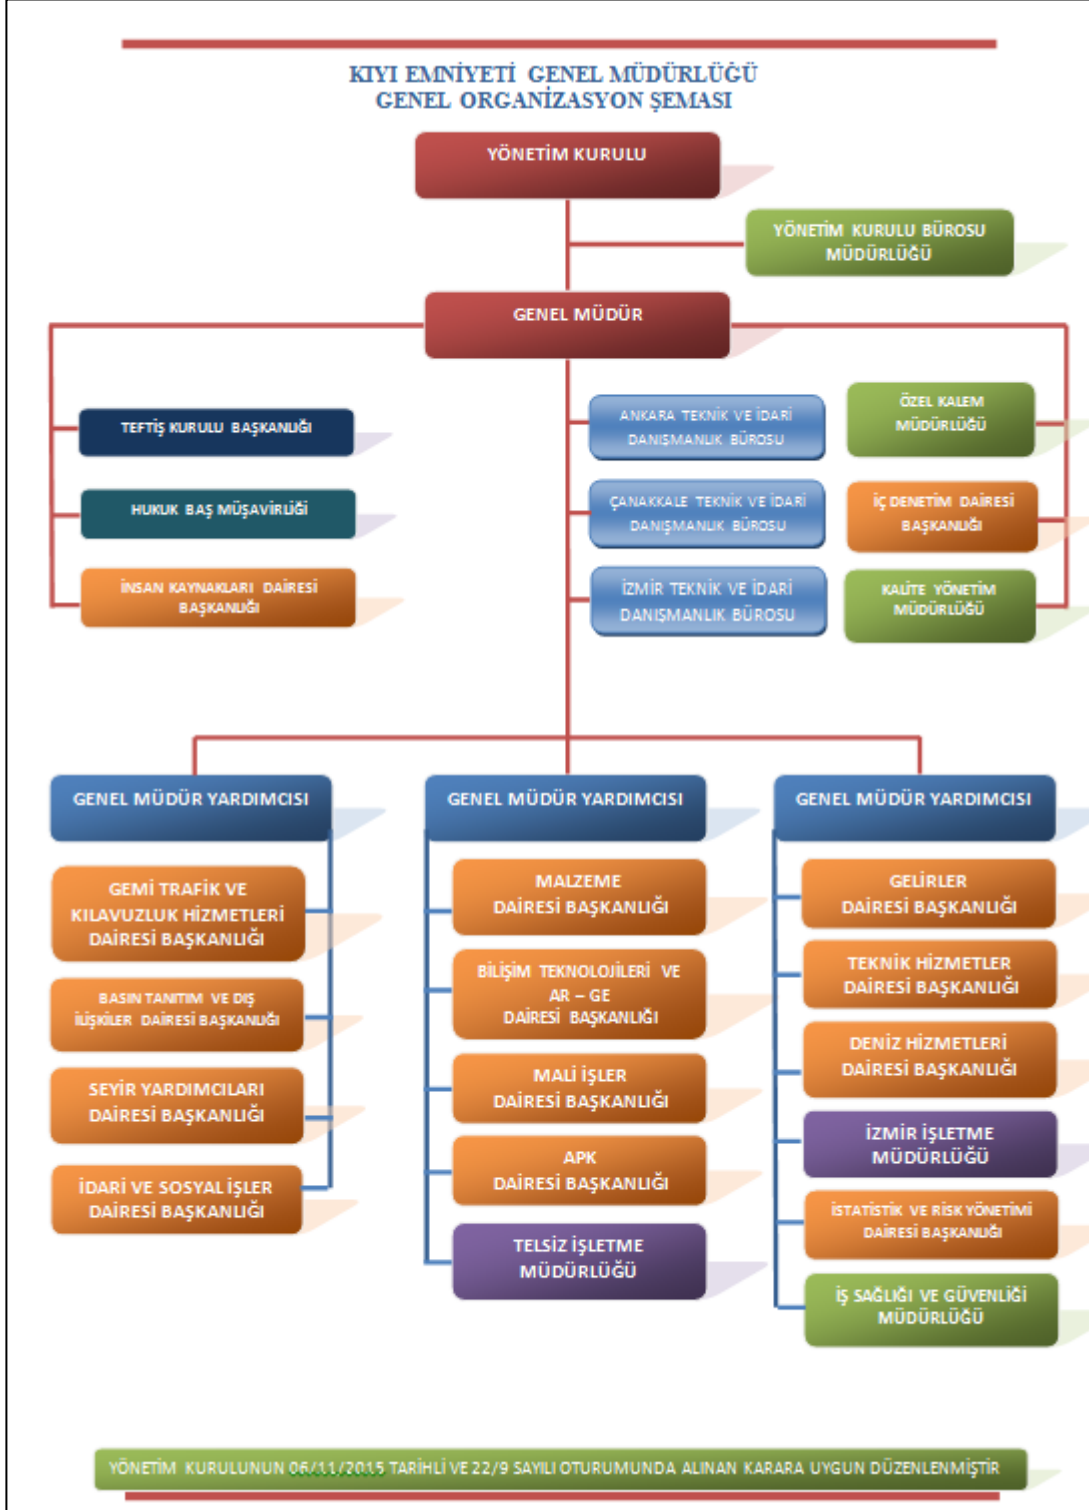 KIYI EMNİYETİ GENEL MÜDÜRLÜĞÜ
GENEL ORGANİZASYON ŞEMASI
YÖNETİM KURULU
YÖNETİM KURULU BÜROSU
MÜDÜRLÜĞÜ
GENEL MÜDÜR
TEFTİŞ KURULU BAŞKANLIĞI
HUKUK BAŞ MÜŞAVİRLİĞİ
İNSAN KAYNAKLARI DAİRESİ
BAŞKANLIĞI
ANKARA TEKNİK VE İDARİ
DANIŞMANLIK BÜROSU
ÇANAKKALE TEKNİK VE İDARİ
DANIŞMANLIK BÜROSU
İZMİR TEKNİK VE İDARİ
DANIŞMANLIK BÜROSU
ÖZEL KALEM
MÜDÜRLÜĞÜ
İÇ DENETİM DAİRESİ
BAŞKANLIĞI
KALİTE YÖNETİM
MÜDÜRLÜĞÜ
GENEL MÜDÜR YARDIMCISI
GEMİ TRAFİK VE
KILAVUZLUK HİZMETLERİ
DAİRESİ BAŞKANLIĞI
BASIN TANITIM VE DIŞ
İLİŞKİLER DAİRESİ BAŞKANLIĞI
SEYİR YARDIMCILARI
DAİRESİ BAŞKANLIĞI
İDARİ VE SOSYAL İŞLER
DAİRESİ BAŞKANLIĞI
GENEL MÜDÜR YARDIMCISI
MALZEME
DAİRESİ BAŞKANLIĞI
BİLİŞİM TEKNOLOJİLERİ VE
AR – GE
DAİRESİ BAŞKANLIĞI
MALİ İŞLER
DAİRESİ BAŞKANLIĞI
APK
DAİRESİ BAŞKANLIĞI
TELSİZ İŞLETME
MÜDÜRLÜĞÜ
GENEL MÜDÜR YARDIMCISI
GELİRLER
DAİRESİ BAŞKANLIĞI
TEKNİK HİZMETLER
DAİRESİ BAŞKANLIĞI
DENİZ HİZMETLERİ
DAİRESİ BAŞKANLIĞI
İZMİR İŞLETME
MÜDÜRLÜĞÜ
İSTATİSTİK VE RİSK YÖNETİMİ
DAİRESİ BAŞKANLIĞI
İŞ SAĞLIĞI VE GÜVENLİĞİ
MÜDÜRLÜĞÜ
YÖNETİM KURULUNUN 06/11/2015 TARİHLİ VE 22/9 SAYILI OTURUMUNDA ALINAN KARARA UYGUN DÜZENLENMİŞTİR